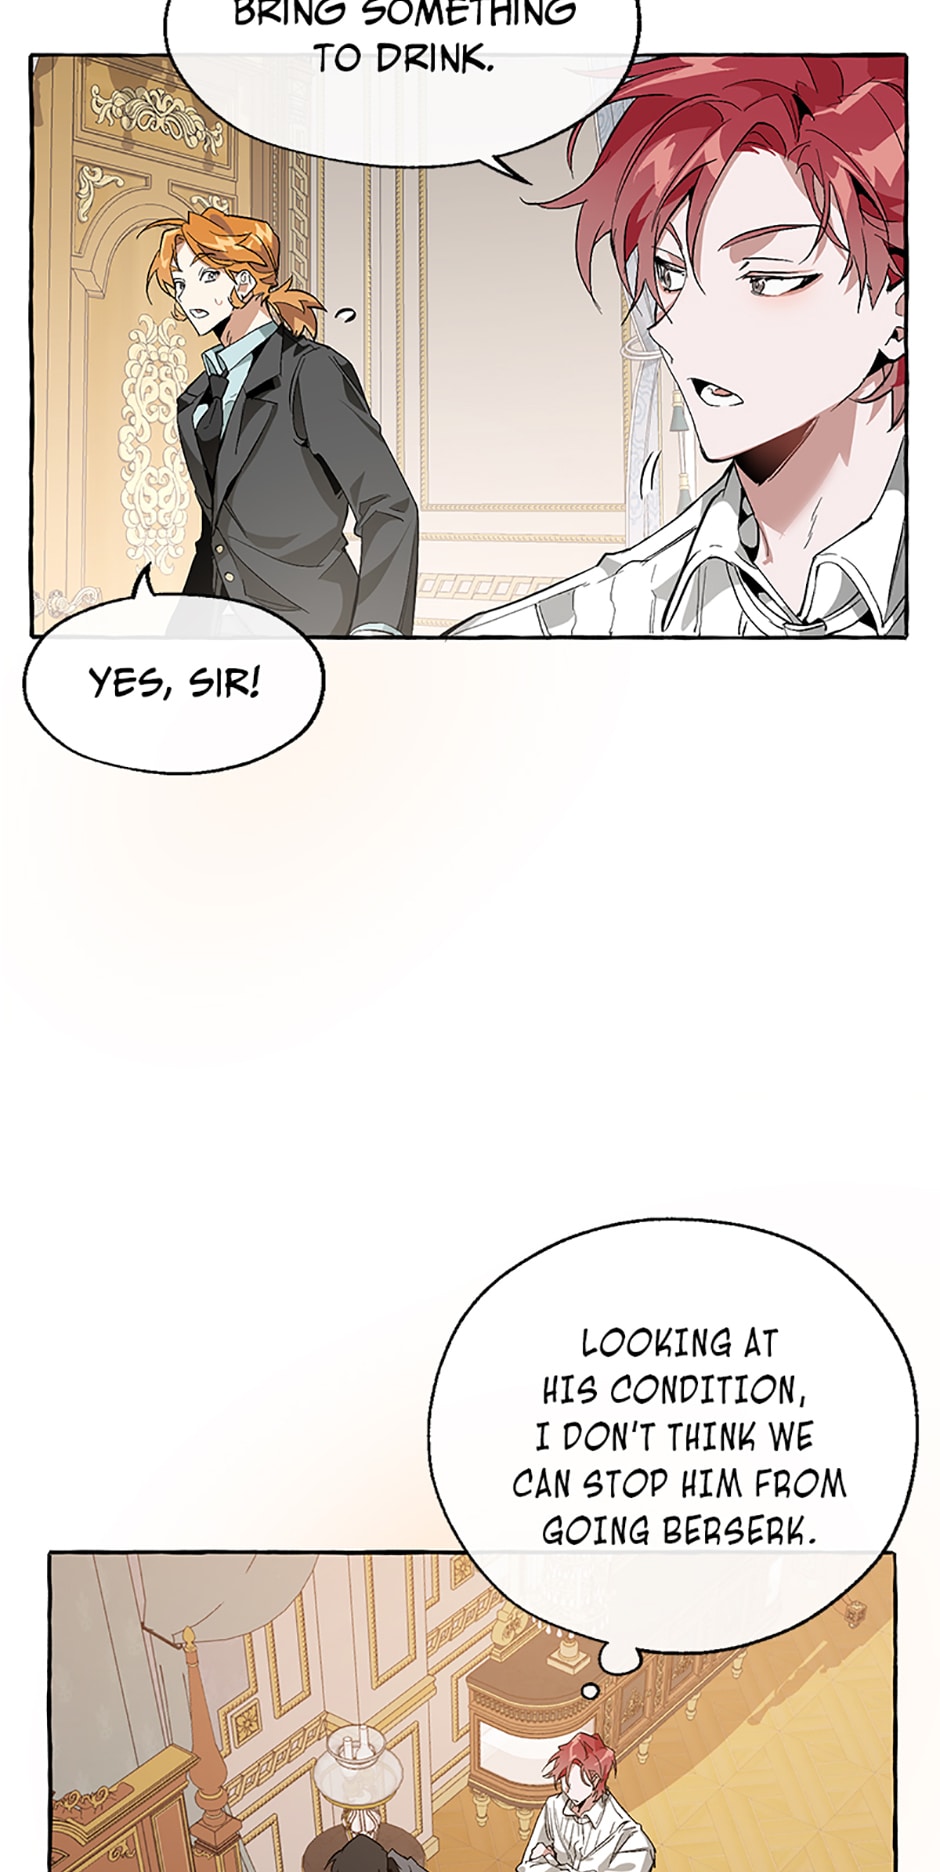 BRING SOMETHING
TO DRINK.
YES, SIR!
LOOKING AT
HIS CONDITION,
I DON'T THINK WE
CAN STOP HIM FROM
GOING BERSERK.